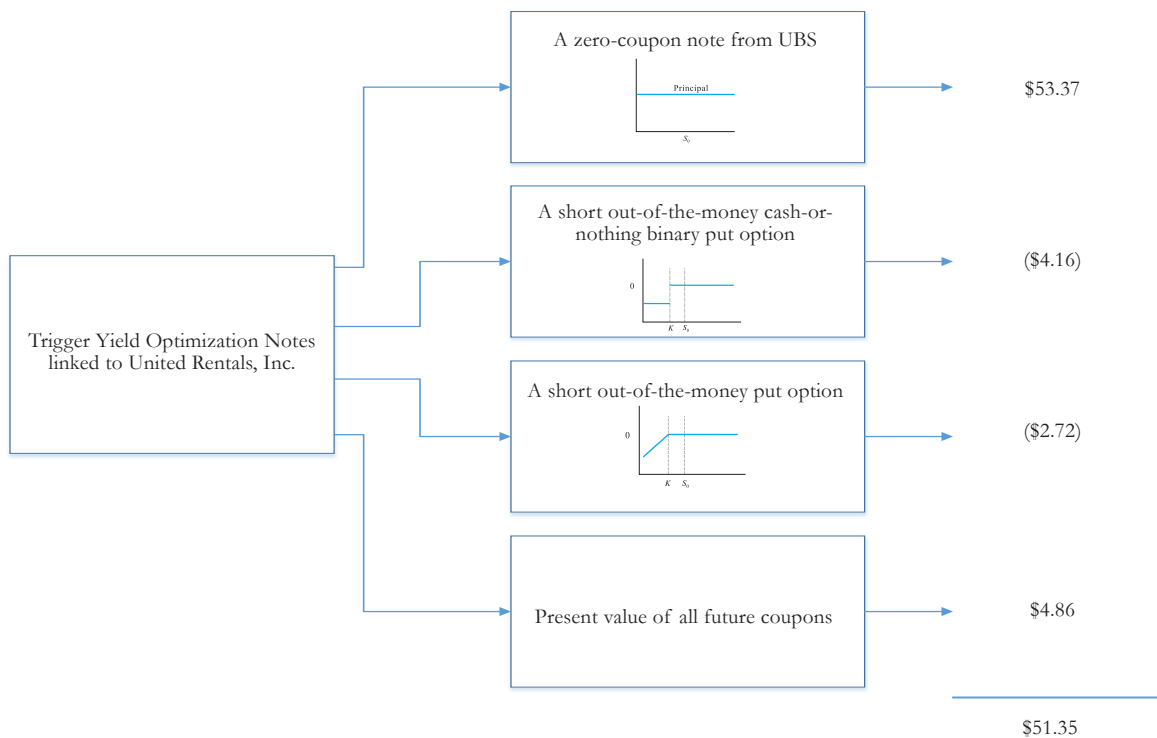 A zero-coupon note from UBS
Principal
S₀
$53.37
A short out-of-the-money cash-or-
nothing binary put option
0
K S₀
($4.16)
Trigger Yield Optimization Notes
linked to United Rentals, Inc.
A short out-of-the-money put option
0
K S₀
($2.72)
Present value of all future coupons
$4.86
$51.35